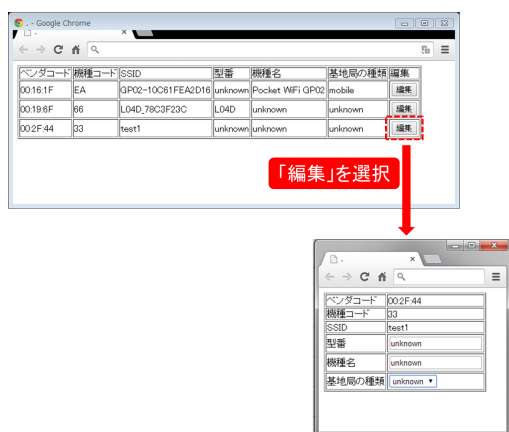 . - Google Chrome
.
ベンダコード 機種コード SSID 型番 機種名 基地局の種類 編集
00:16:1F EA GP02-10C61FEA2D16 unknown Pocket WiFi GP02 mobile 編集
00:19:6F 66 L04D_78C3F23C L04D unknown unknown 編集
00:2F:44 33 test1 unknown unknown unknown 編集
「編集」を選択
.
ベンダコード 00:2F:44
機種コード 33
SSID test1
型番 unknown
機種名 unknown
基地局の種類 unknown